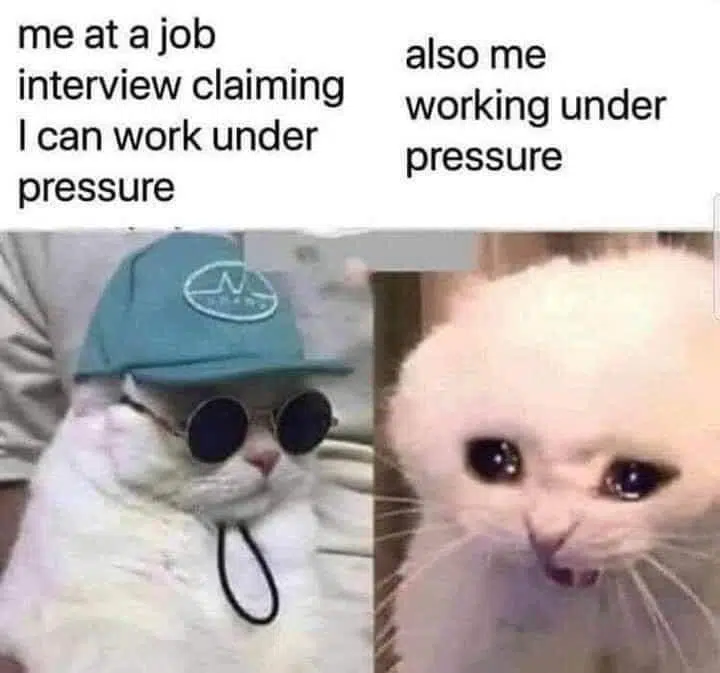 me at a job
interview claiming
I can work under
pressure
also me
working under
pressure